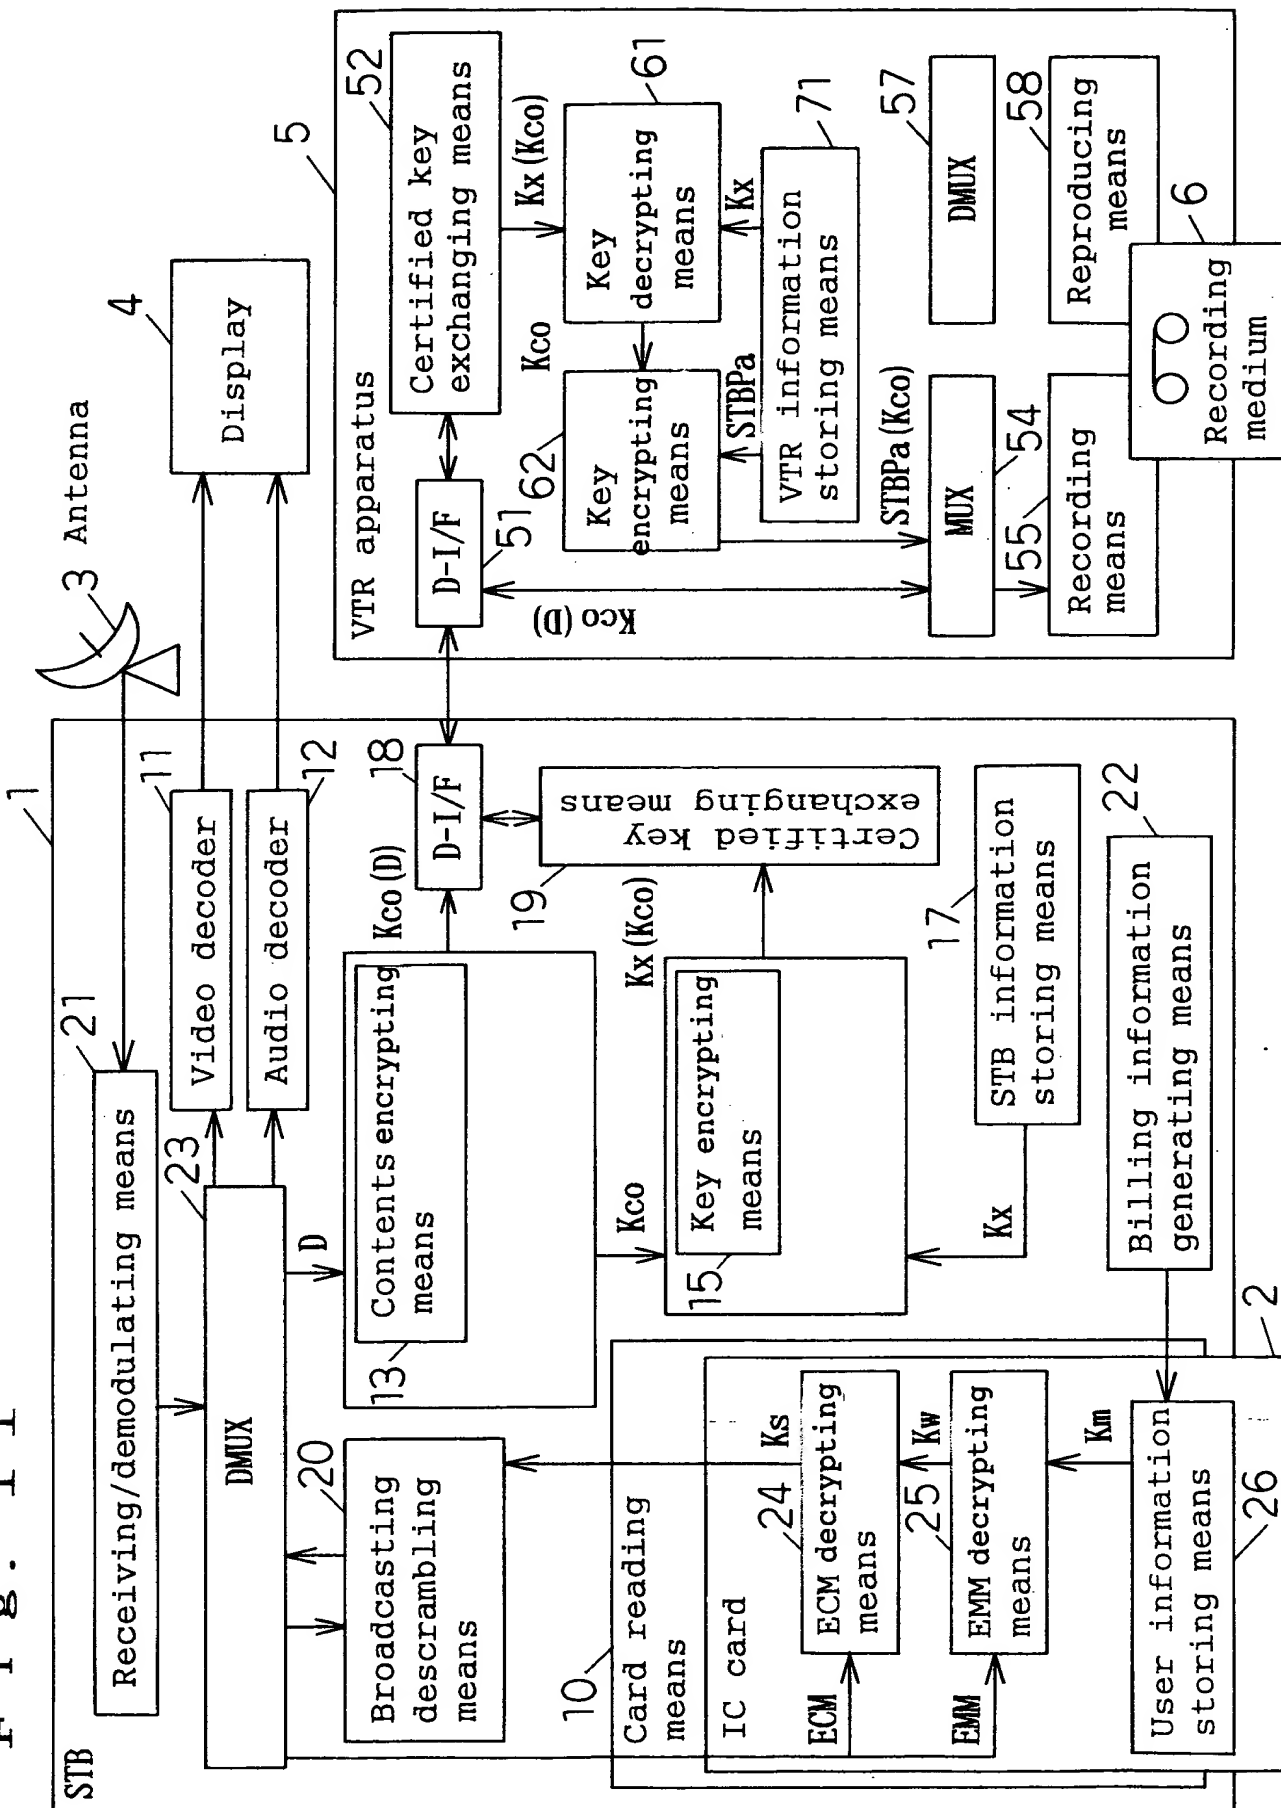 Fig. 11
STB
1
3
Antenna
21
Receiving/demodulating means
23
DMUX
11
Video decoder
12
Audio decoder
4
Display
D
20
Broadcasting
descrambling
means
13
Contents encrypting
means
Kco (D)
18
D-I/F
19
Certified key
exchanging means
Kco
Kx (Kco)
15
Key encrypting
means
17
STB information
storing means
Kx
22
Billing information
generating means
10
Card reading
means
IC card
2
Ks
24
ECM decrypting
means
ECM
Kw
25
EMM decrypting
means
EMM
Km
User information
storing means
26
5
VTR apparatus
52
Certified key
exchanging means
D-I/F
51
Kx (Kco)
Kco
61
Key
decrypting
means
62
Key
encrypting
means
Kx
STBPa
71
VTR information
storing means
Kco (D)
STBPa (Kco)
MUX
54
57
DMUX
55
Recording
means
58
Reproducing
means
6
Recording
medium